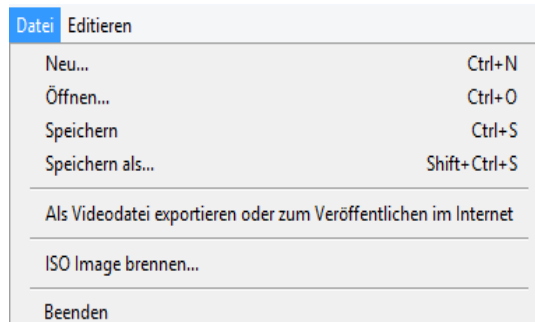 Datei Editieren
Neu... Ctrl+N
Öffnen... Ctrl+O
Speichern Ctrl+S
Speichern als... Shift+Ctrl+S
Als Videodatei exportieren oder zum Veröffentlichen im Internet
ISO Image brennen...
Beenden